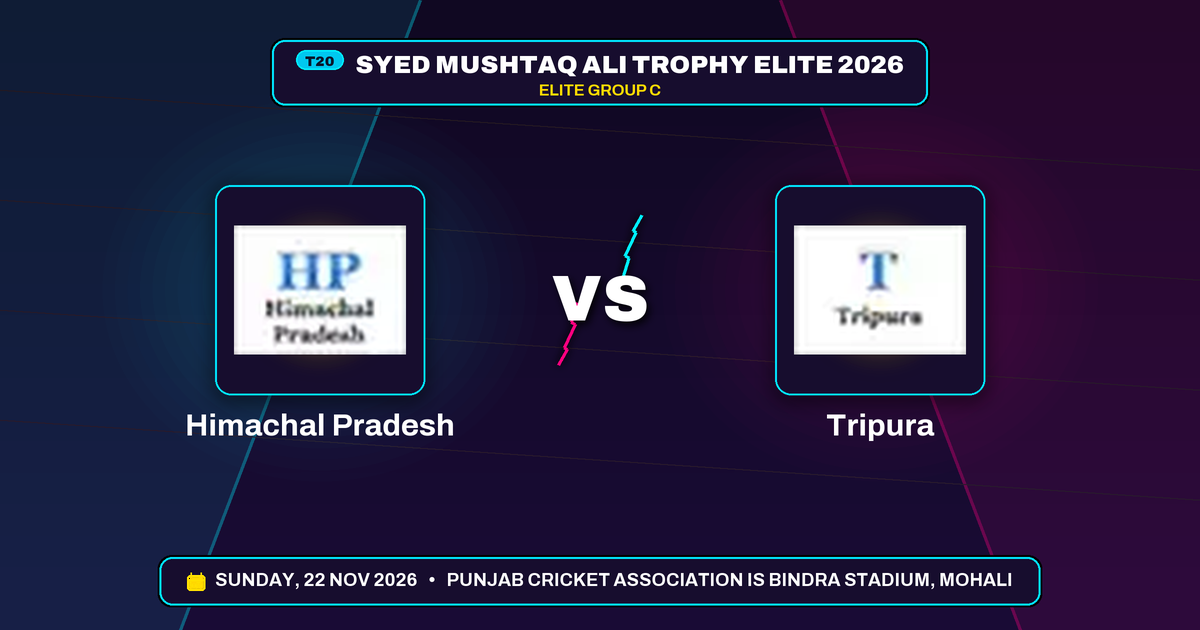 T20 SYED MUSHTAQ ALI TROPHY ELITE 2026
ELITE GROUP C
HP
Himachal
Pradesh
T
Tripura
VS
Himachal Pradesh
Tripura
SUNDAY, 22 NOV 2026 • PUNJAB CRICKET ASSOCIATION IS BINDRA STADIUM, MOHALI